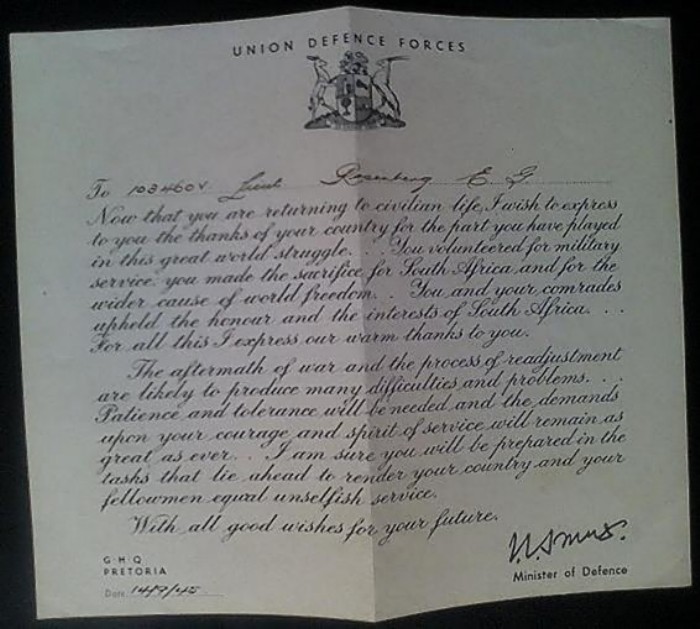 UNION DEFENCE FORCES
To 103460V Lieut Rosenberg E. G.
Now that you are returning to civilian life, I wish to express
to you the thanks of your country for the part you have played
in this great world struggle. . . You volunteered for military
service, you made the sacrifice for South Africa and for the
wider cause of world freedom. . . You and your comrades
upheld the honour and the interests of South Africa. . .
For all this I express our warm thanks to you.
The aftermath of war and the process of readjustment
are likely to produce many difficulties and problems. . .
Patience and tolerance will be needed and the demands
upon your courage and spirit of service will remain as
great as ever. . . I am sure you will be prepared in the
tasks that lie ahead to render your country and your
fellowmen equal unselfish service.
With all good wishes for your future.
G·H·Q
PRETORIA
Minister of Defence
Date